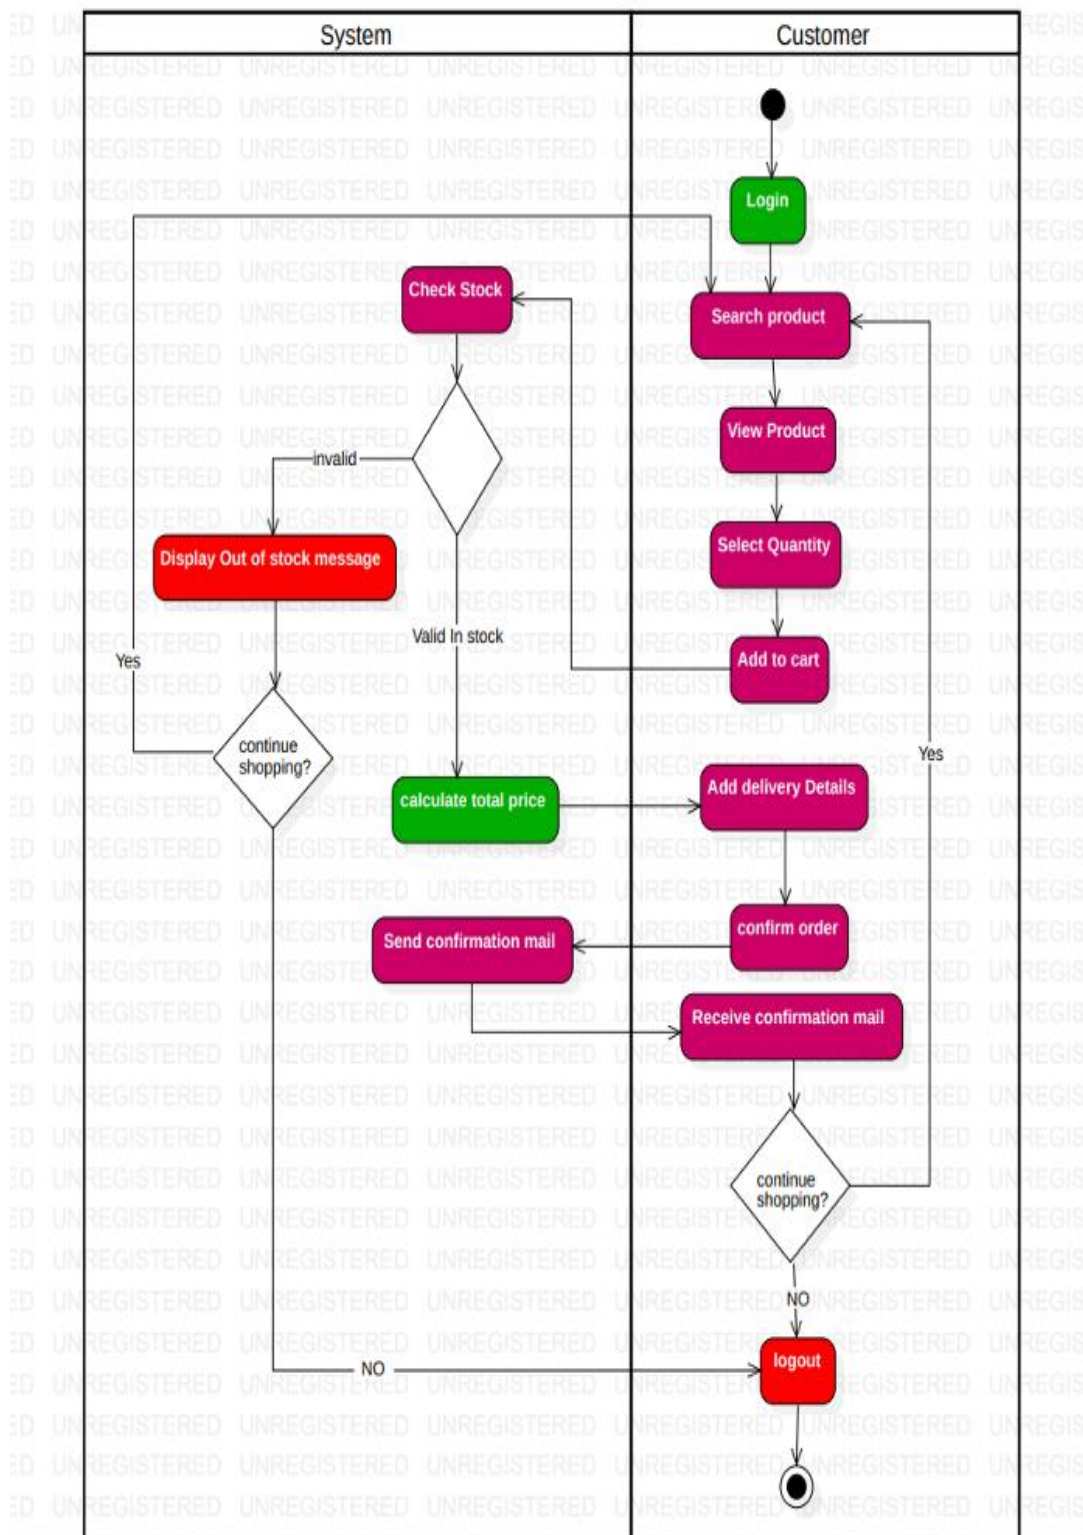 System
Customer
Login
Check Stock
Search product
View Product
invalid
Select Quantity
Display Out of stock message
Valid In stock
Add to cart
Yes
continue
shopping?
Yes
calculate total price
Add delivery Details
Send confirmation mail
confirm order
Receive confirmation mail
continue
shopping?
NO
NO
logout
UNREGISTERED